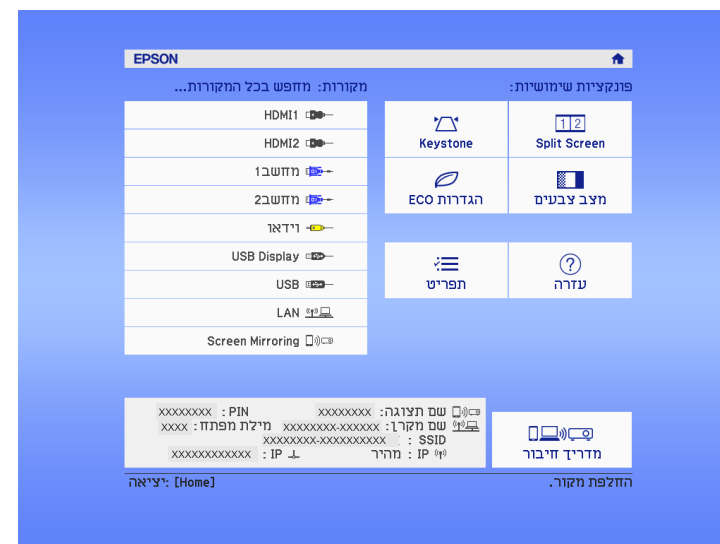 EPSON
פונקציות שימושיות:
מקורות: מחפש בכל המקורות...
Keystone
Split Screen
הגדרות ECO
מצב צבעים
תפריט
עזרה
HDMI1
HDMI2
מחשב1
מחשב2
וידאו
USB Display
USB
LAN
Screen Mirroring
שם תצוגה: xxxxxxxx PIN : xxxxxxxx
שם מקרן: xxxxxxxx-xxxxxx מילת מפתח: xxxx
SSID : xxxxxxxx-xxxxxxxxxx
IP : מהיר IP : xxxxxxxxxxxx
מדריך חיבור
החלפת מקור.
[Home] :יציאה